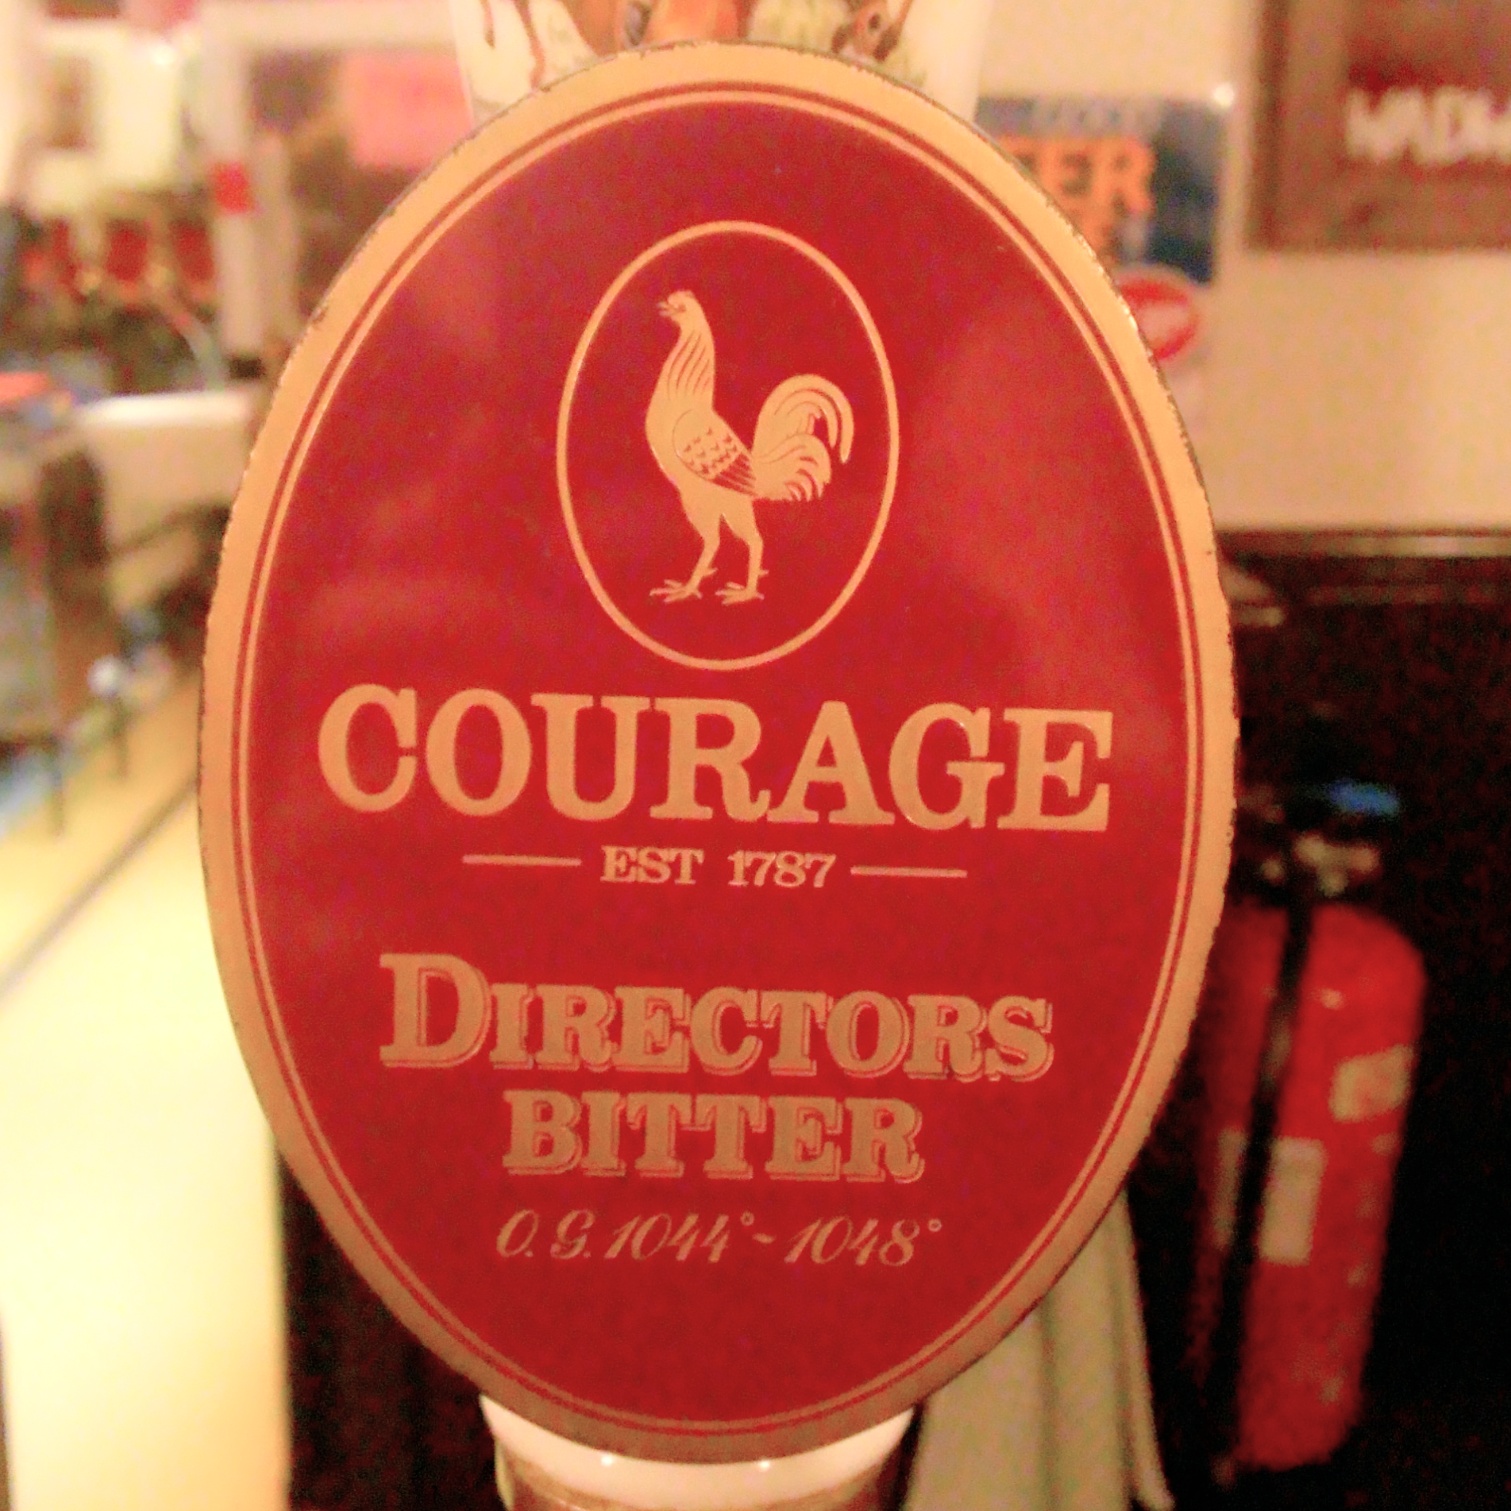 COURAGE
EST 1787
DIRECTORS
BITTER
O.G. 1044° - 1048°